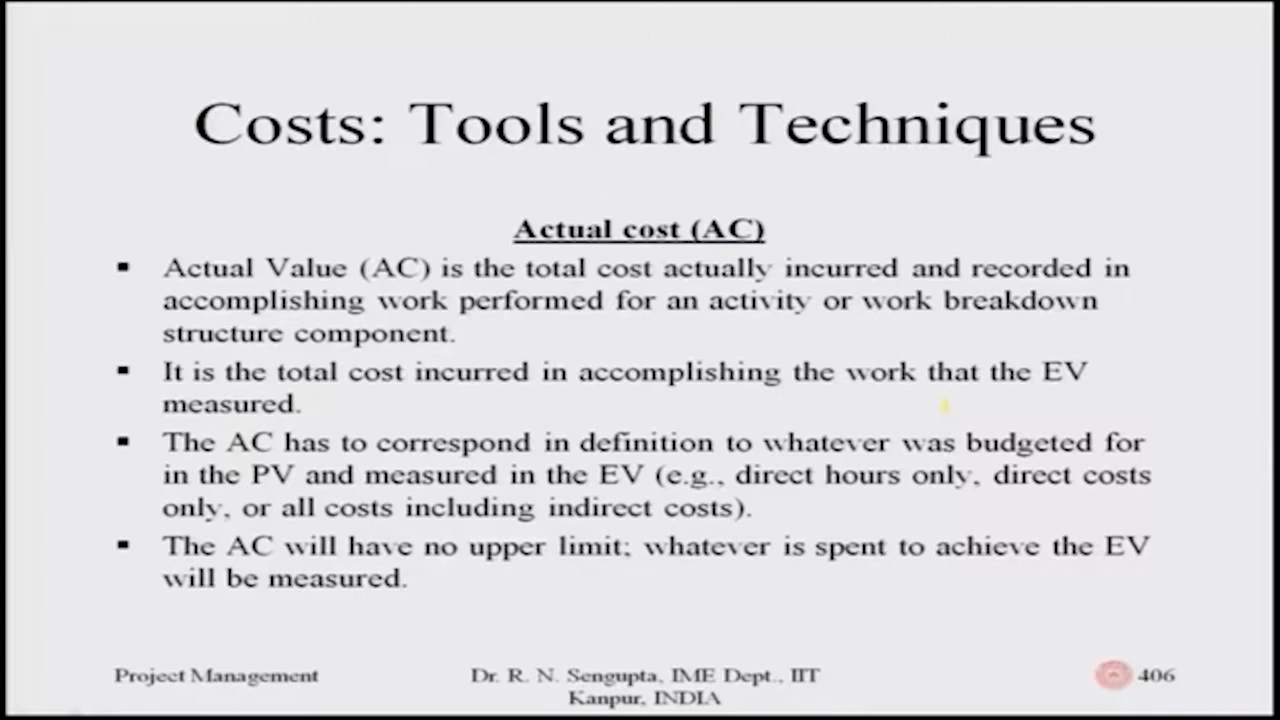 Costs: Tools and Techniques
Actual cost (AC)
▪ Actual Value (AC) is the total cost actually incurred and recorded in
accomplishing work performed for an activity or work breakdown
structure component.
▪ It is the total cost incurred in accomplishing the work that the EV
measured.
▪ The AC has to correspond in definition to whatever was budgeted for
in the PV and measured in the EV (e.g., direct hours only, direct costs
only, or all costs including indirect costs).
▪ The AC will have no upper limit; whatever is spent to achieve the EV
will be measured.
Project Management
Dr. R. N. Sengupta, IME Dept., IIT
Kanpur, INDIA
406